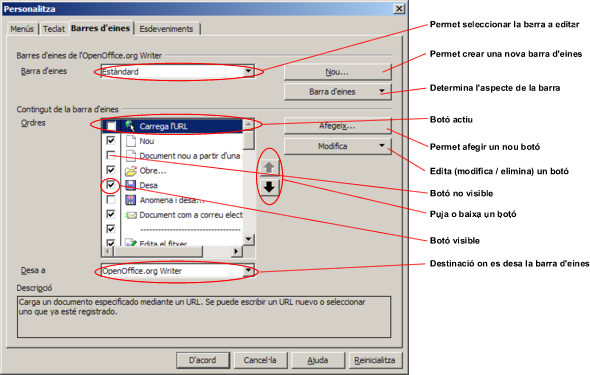 Personalitza
Menús Teclat Barres d'eines Esdeveniments
Barres d'eines de l'OpenOffice.org Writer
Barra d'eines Estàndard Nou...
Barra d'eines
Contingut de la barra d'eines
Ordres
Carrega l'URL
Nou
Document nou a partir d'una
Obre...
Desa
Anomena i desa...
Document com a correu elect
-----------------------------------
Edita el fitxer
Afegeix...
Modifica
Desa a OpenOffice.org Writer
Descripció
Carga un documento especificado mediante un URL. Se puede escribir un URL nuevo o seleccionar
uno que ya esté registrado.
D'acord Cancel·la Ajuda Reinicialitza
Permet seleccionar la barra a editar
Permet crear una nova barra d'eines
Determina l'aspecte de la barra
Botó actiu
Permet afegir un nou botó
Edita (modifica / elimina) un botó
Botó no visible
Puja o baixa un botó
Botó visible
Destinació on es desa la barra d'eines